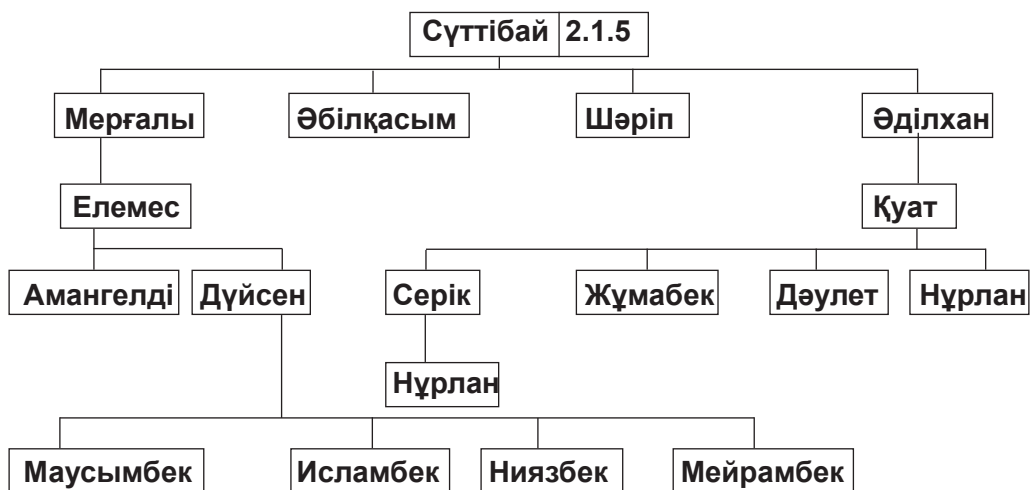 Сүттібай 2.1.5
Мерғалы Әбілқасым Шәріп Әділхан
Елемес Қуат
Амангелді Дүйсен Серік Жұмабек Дәулет Нұрлан
Нұрлан
Маусымбек Исламбек Ниязбек Мейрамбек